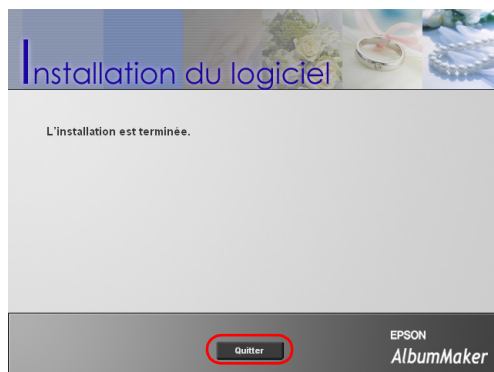 Installation du logiciel
L'installation est terminée.
Quitter
EPSON
AlbumMaker